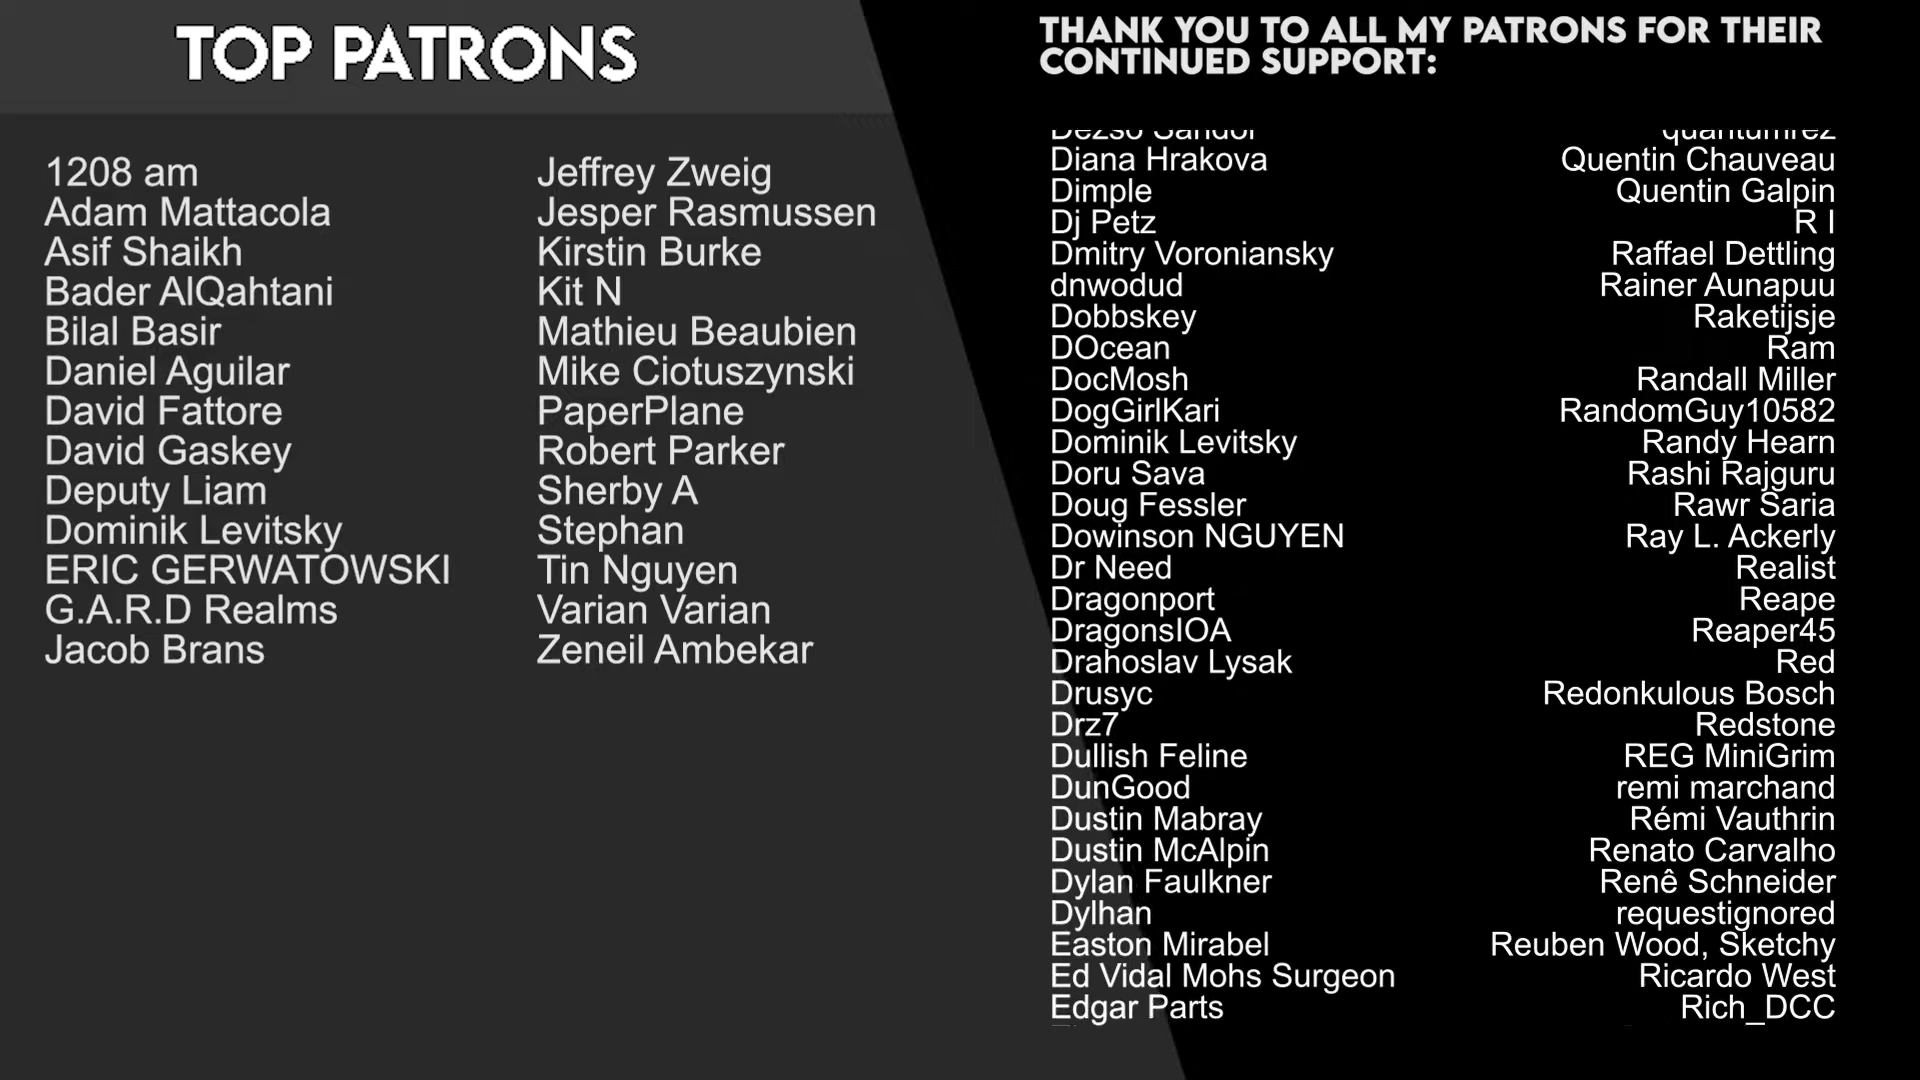 TOP PATRONS
1208 am
Adam Mattacola
Asif Shaikh
Bader AlQahtani
Bilal Basir
Daniel Aguilar
David Fattore
David Gaskey
Deputy Liam
Dominik Levitsky
ERIC GERWATOWSKI
G.A.R.D Realms
Jacob Brans
Jeffrey Zweig
Jesper Rasmussen
Kirstin Burke
Kit N
Mathieu Beaubien
Mike Ciotuszynski
PaperPlane
Robert Parker
Sherby A
Stephan
Tin Nguyen
Varian Varian
Zeneil Ambekar
THANK YOU TO ALL MY PATRONS FOR THEIR
CONTINUED SUPPORT:
Diana Hrakova
Dimple
Dj Petz
Dmitry Voroniansky
dnwodud
Dobbskey
DOcean
DocMosh
DogGirlKari
Dominik Levitsky
Doru Sava
Doug Fessler
Dowinson NGUYEN
Dr Need
Dragonport
DragonsIOA
Drahoslav Lysak
Drusyc
Drz7
Dullish Feline
DunGood
Dustin Mabray
Dustin McAlpin
Dylan Faulkner
Dylhan
Easton Mirabel
Ed Vidal Mohs Surgeon
Edgar Parts
Quentin Chauveau
Quentin Galpin
R I
Raffael Dettling
Rainer Aunapuu
Raketijsje
Ram
Randall Miller
RandomGuy10582
Randy Hearn
Rashi Rajguru
Rawr Saria
Ray L. Ackerly
Realist
Reape
Reaper45
Red
Redonkulous Bosch
Redstone
REG MiniGrim
remi marchand
Rémi Vauthrin
Renato Carvalho
Renê Schneider
requestignored
Reuben Wood, Sketchy
Ricardo West
Rich_DCC